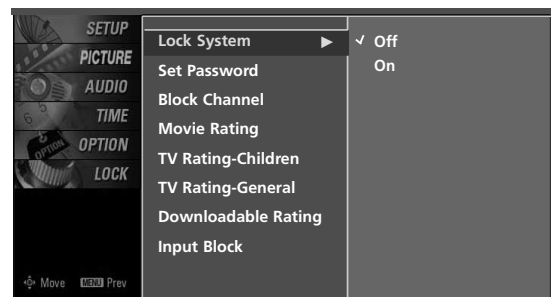 SETUP
PICTURE
AUDIO
TIME
OPTION
LOCK
Move MENU Prev
Lock System
Set Password
Block Channel
Movie Rating
TV Rating-Children
TV Rating-General
Downloadable Rating
Input Block
Off
On